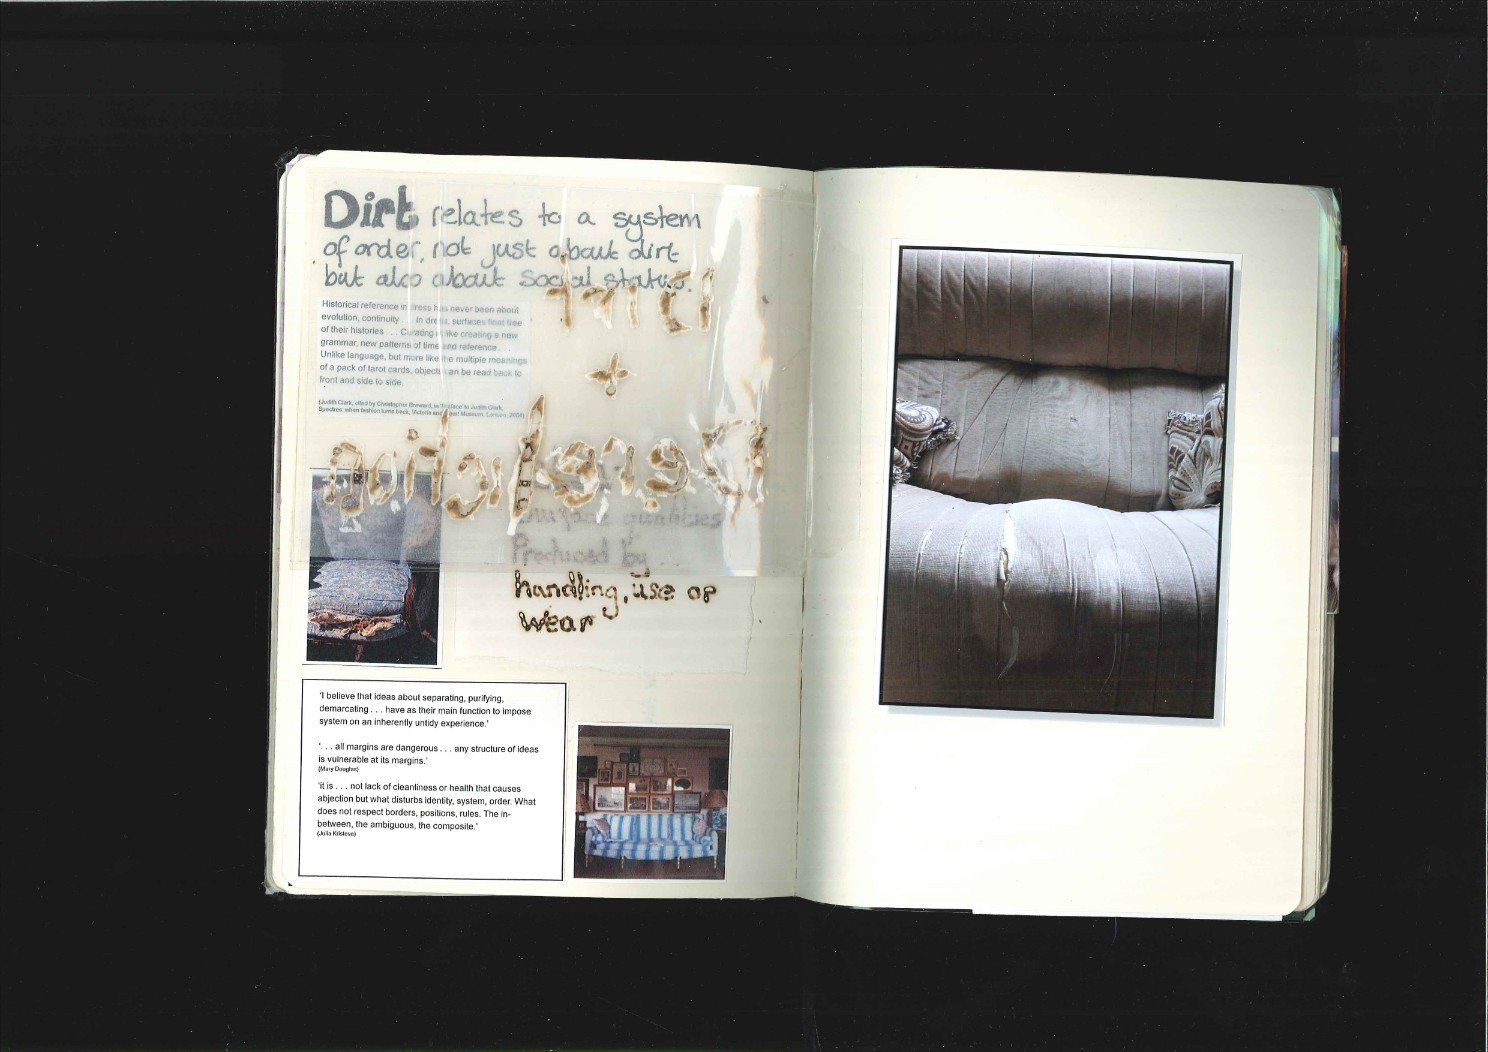 Dirt relates to a system
of order, not just about dirt
but also about social status.
Historical reference in dress has never been about
evolution, continuity . . . In dress, surfaces float free
of their histories . . . Curating is like creating a new
grammar, new patterns of time and reference . . .
Unlike language, but more like the multiple meanings
of a pack of tarot cards, objects can be read back to
front and side to side.
(Judith Clark, cited by Christopher Breward, in 'Preface' to Judith Clark,
Spectres: when fashion turns back, Victoria and Albert Museum, London, 2004)
Dirt
+
Surface qualities
Produced by . . .
handling, use or
wear
'I believe that ideas about separating, purifying,
demarcating . . . have as their main function to impose
system on an inherently untidy experience.'
'. . . all margins are dangerous . . . any structure of ideas
is vulnerable at its margins.'
(Mary Douglas)
'it is . . . not lack of cleanliness or health that causes
abjection but what disturbs identity, system, order. What
does not respect borders, positions, rules. The in-
between, the ambiguous, the composite.'
(Julia Kristeva)